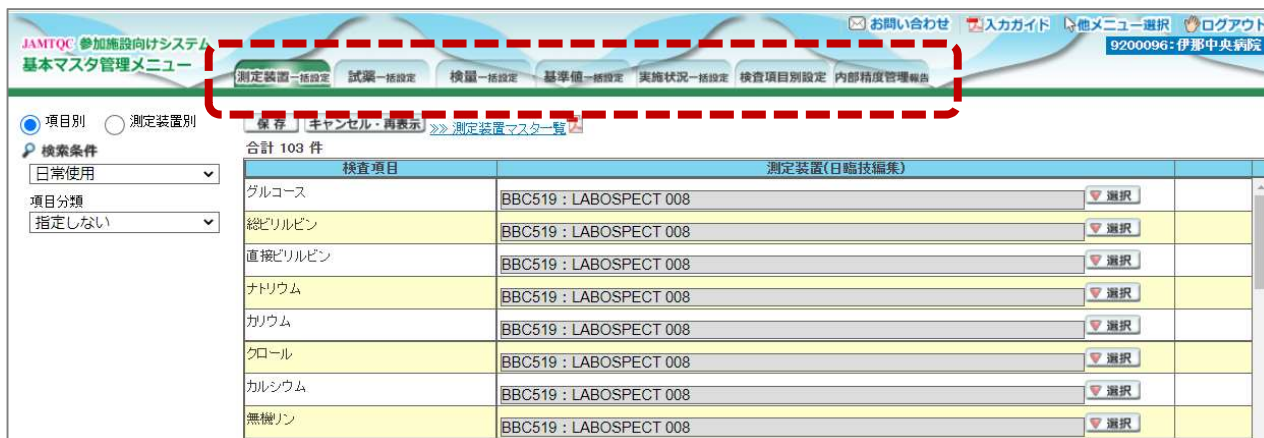 お問い合わせ 入力ガイド 他メニュー選択 ログアウト
JAMTQC 参加施設向けシステム
9200096:伊那中央病院
基本マスタ管理メニュー
測定装置一括設定 試薬一括設定 検量一括設定 基準値一括設定 実施状況一括設定 検査項目別設定 内部精度管理報告
項目別 測定装置別
保存 キャンセル・再表示 >> 測定装置マスタ一覧
検索条件
合計 103 件
日常使用
検査項目 測定装置(日臨技編集)
項目分類
指定しない
グルコース BBC519：LABOSPECT 008 選択
総ビリルビン BBC519：LABOSPECT 008 選択
直接ビリルビン BBC519：LABOSPECT 008 選択
ナトリウム BBC519：LABOSPECT 008 選択
カリウム BBC519：LABOSPECT 008 選択
クロール BBC519：LABOSPECT 008 選択
カルシウム BBC519：LABOSPECT 008 選択
無機リン BBC519：LABOSPECT 008 選択